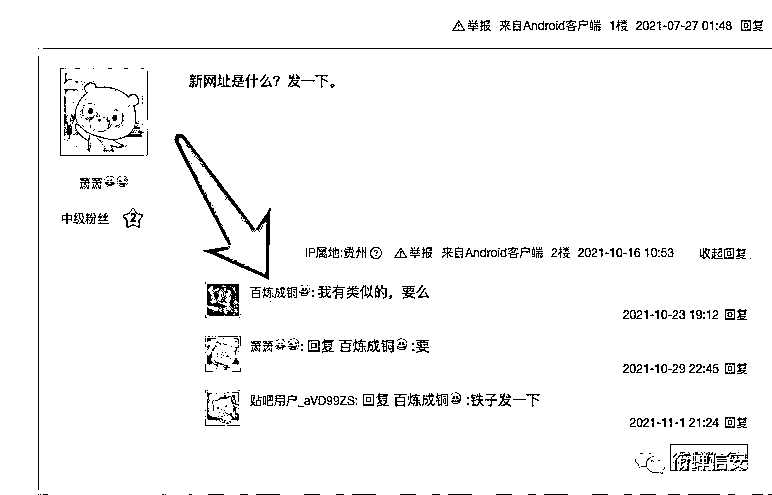 举报 来自Android客户端 1楼 2021-07-27 01:48 回复
新网址是什么?发一下。
萧萧
中级粉丝 2
IP属地:贵州 举报 来自Android客户端 2楼 2021-10-16 10:53 收起回复
百炼成铜:我有类似的,要么
2021-10-23 19:12 回复
萧萧:回复 百炼成铜:要
2021-10-29 22:45 回复
贴吧用户_aVD99ZS:回复 百炼成铜:铁子发一下
2021-11-1 21:24 回复
衔蝉信安